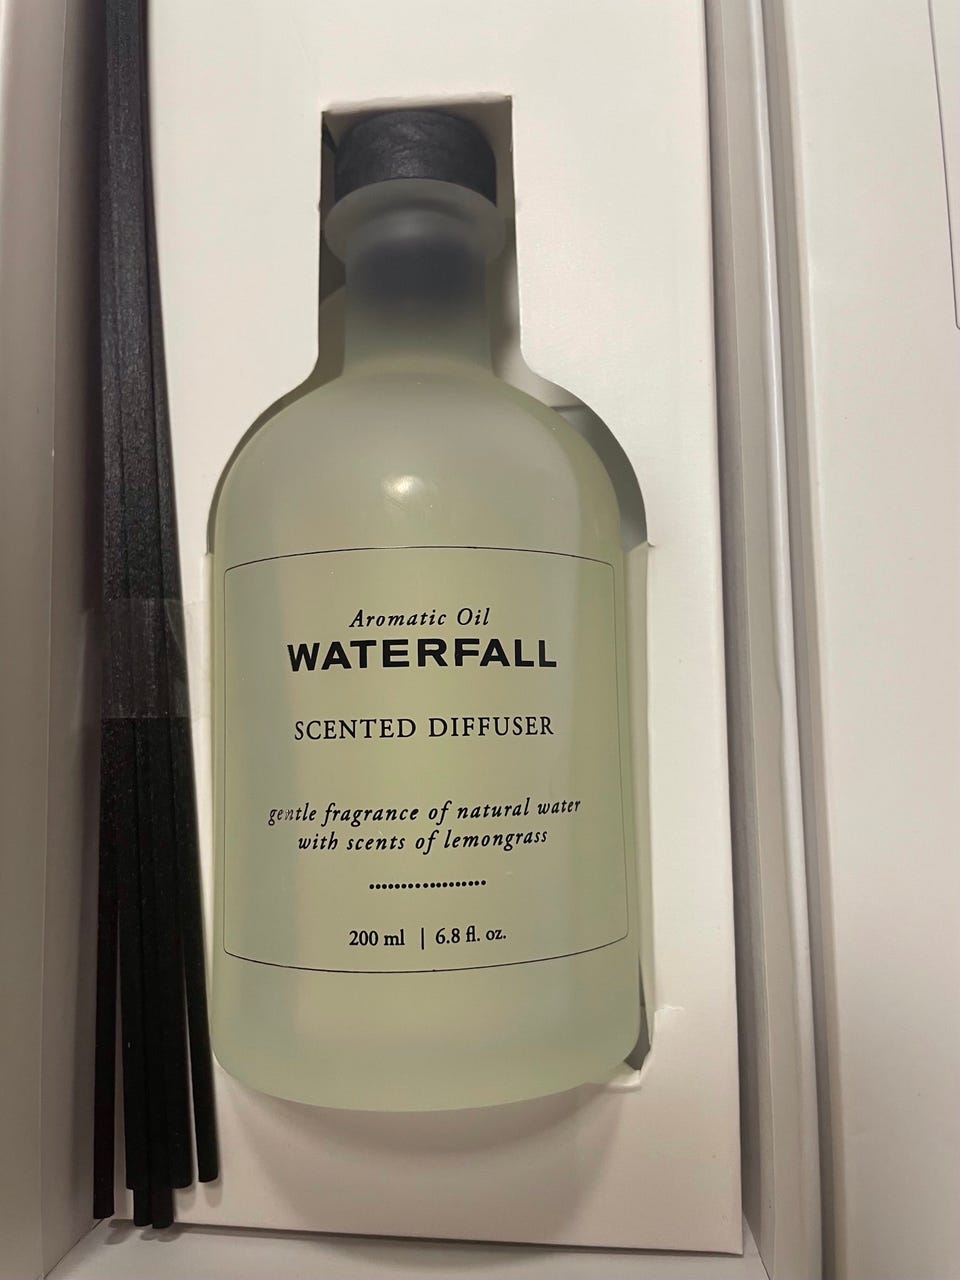 Aromatic Oil
WATERFALL
SCENTED DIFFUSER
gentle fragrance of natural water
with scents of lemongrass
200 ml | 6.8 fl. oz.